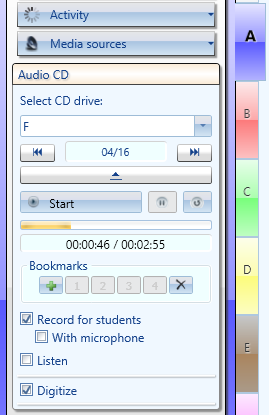 Activity
Media sources
Audio CD
Select CD drive:
F
04/16
Start
00:00:46 / 00:02:55
Bookmarks
1 2 3 4
Record for students
With microphone
Listen
Digitize
A
B
C
D
E